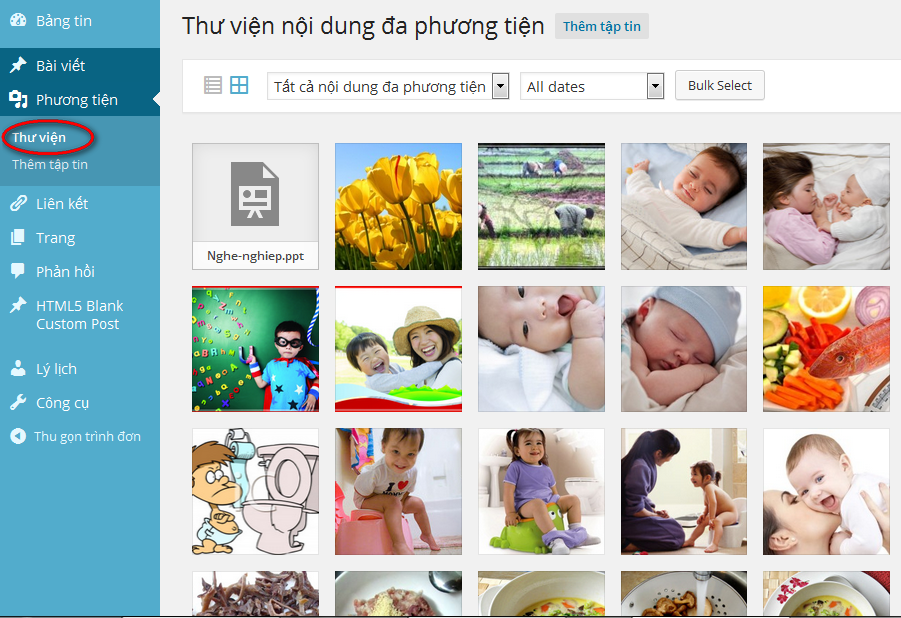 Bảng tin
Bài viết
Phương tiện
Thư viện
Thêm tập tin
Liên kết
Trang
Phản hồi
HTML5 Blank
Custom Post
Lý lịch
Công cụ
Thu gọn trình đơn
Thư viện nội dung đa phương tiện
Thêm tập tin
Tất cả nội dung đa phương tiện
All dates
Bulk Select
Nghe-nghiep.ppt
I ♥